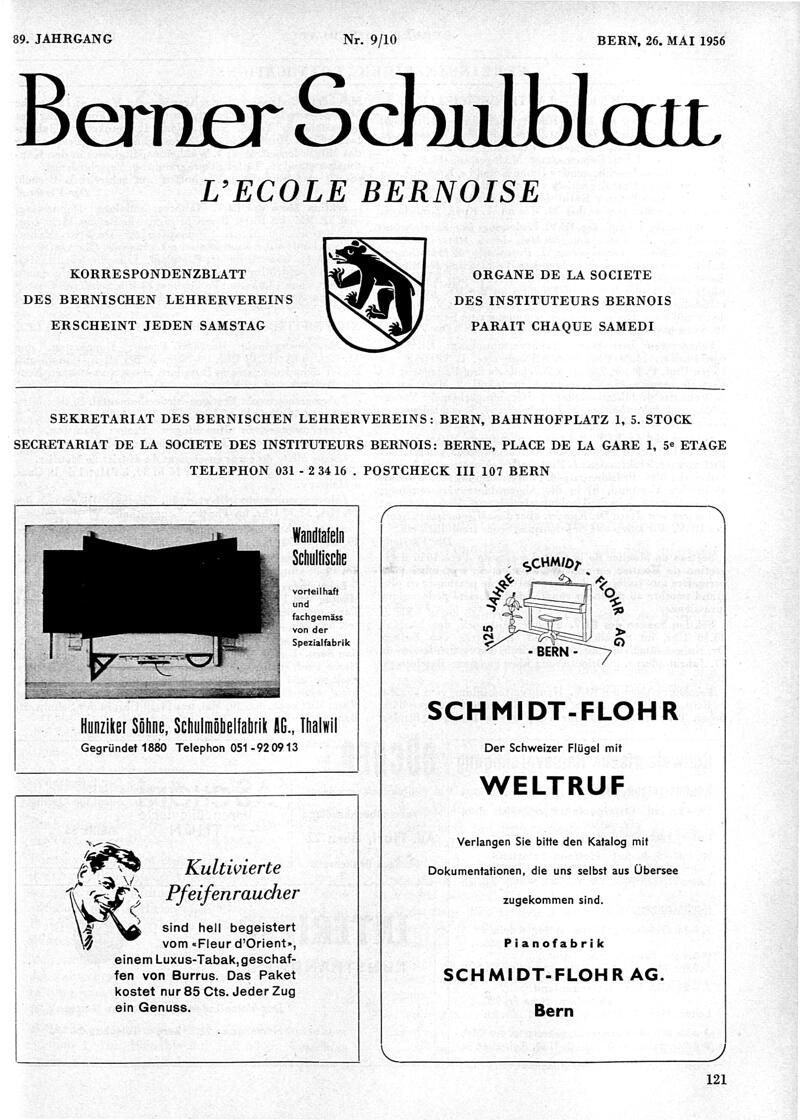 89. JAHRGANG
Nr. 9/10
BERN, 26. MAI 1956
Berner Schulblatt
L'ECOLE BERNOISE
KORRESPONDENZBLATT
DES BERNISCHEN LEHRERVEREINS
ERSCHEINT JEDEN SAMSTAG
ORGANE DE LA SOCIETE
DES INSTITUTEURS BERNOIS
PARAIT CHAQUE SAMEDI
SEKRETARIAT DES BERNISCHEN LEHRERVEREINS: BERN, BAHNHOFPLATZ 1, 5. STOCK
SECRETARIAT DE LA SOCIETE DES INSTITUTEURS BERNOIS: BERNE, PLACE DE LA GARE 1, 5e ETAGE
TELEPHON 031 - 2 34 16 . POSTCHECK III 107 BERN
Wandtafeln
Schultische
vorteilhaft
und
fachgemäss
von der
Spezialfabrik
Hunziker Söhne, Schulmöbelfabrik AG., Thalwil
Gegründet 1880 Telephon 051 - 92 09 13
Kultivierte
Pfeifenraucher
sind hell begeistert
vom «Fleur d'Orient»,
einem Luxus-Tabak, geschaf-
fen von Burrus. Das Paket
kostet nur 85 Cts. Jeder Zug
ein Genuss.
125 JAHRE SCHMIDT - FLOHR AG
- BERN -
SCHMIDT-FLOHR
Der Schweizer Flügel mit
WELTRUF
Verlangen Sie bitte den Katalog mit
Dokumentationen, die uns selbst aus Übersee
zugekommen sind.
Pianofabrik
SCHMIDT-FLOHR AG.
Bern
121